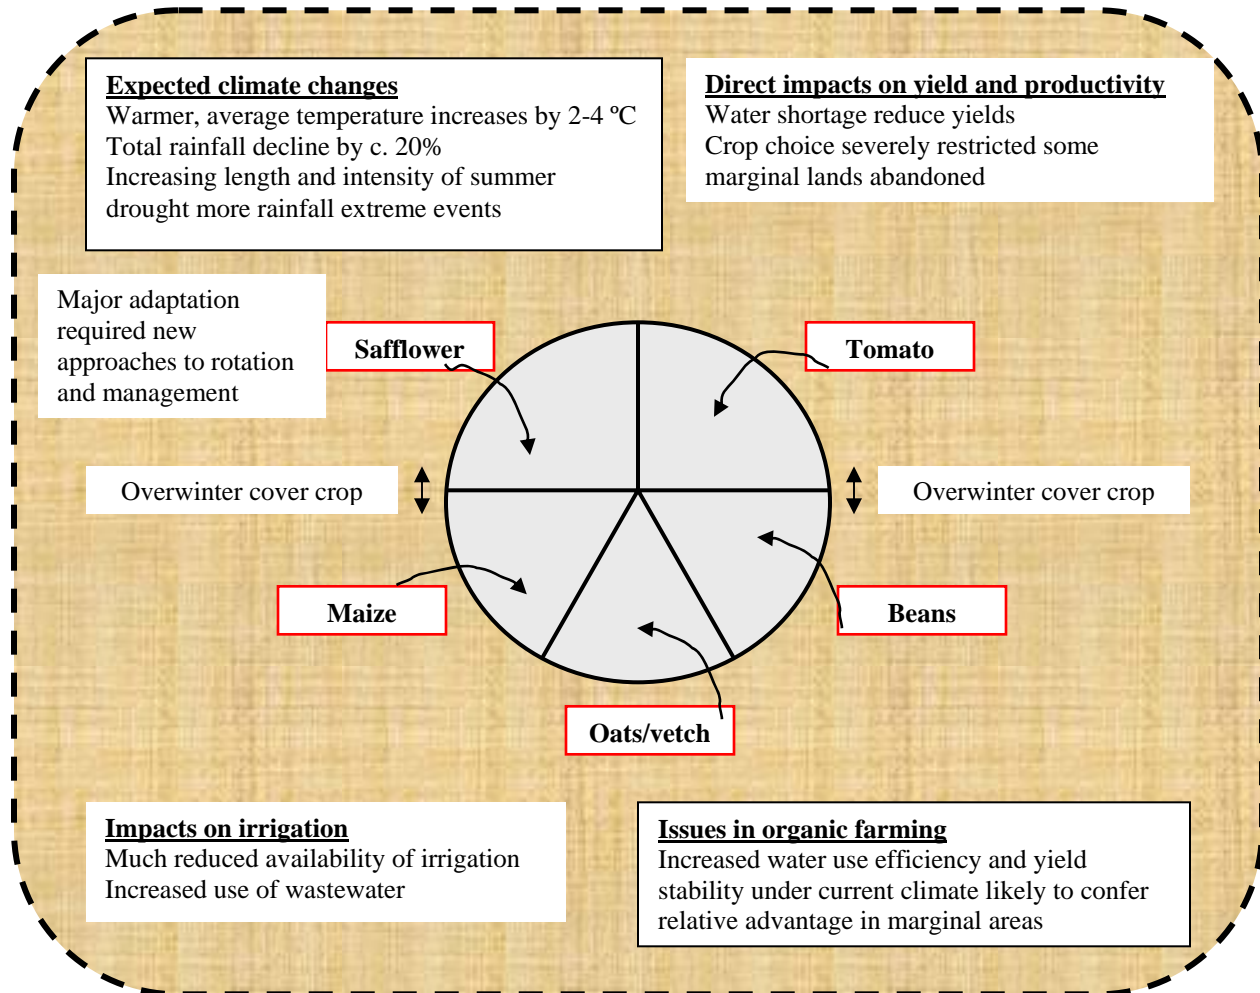 Expected climate changes
Warmer, average temperature increases by 2-4 ºC
Total rainfall decline by c. 20%
Increasing length and intensity of summer
drought more rainfall extreme events
Direct impacts on yield and productivity
Water shortage reduce yields
Crop choice severely restricted some
marginal lands abandoned
Major adaptation
required new
approaches to rotation
and management
Safflower
Tomato
Overwinter cover crop
Overwinter cover crop
Maize
Beans
Oats/vetch
Impacts on irrigation
Much reduced availability of irrigation
Increased use of wastewater
Issues in organic farming
Increased water use efficiency and yield
stability under current climate likely to confer
relative advantage in marginal areas